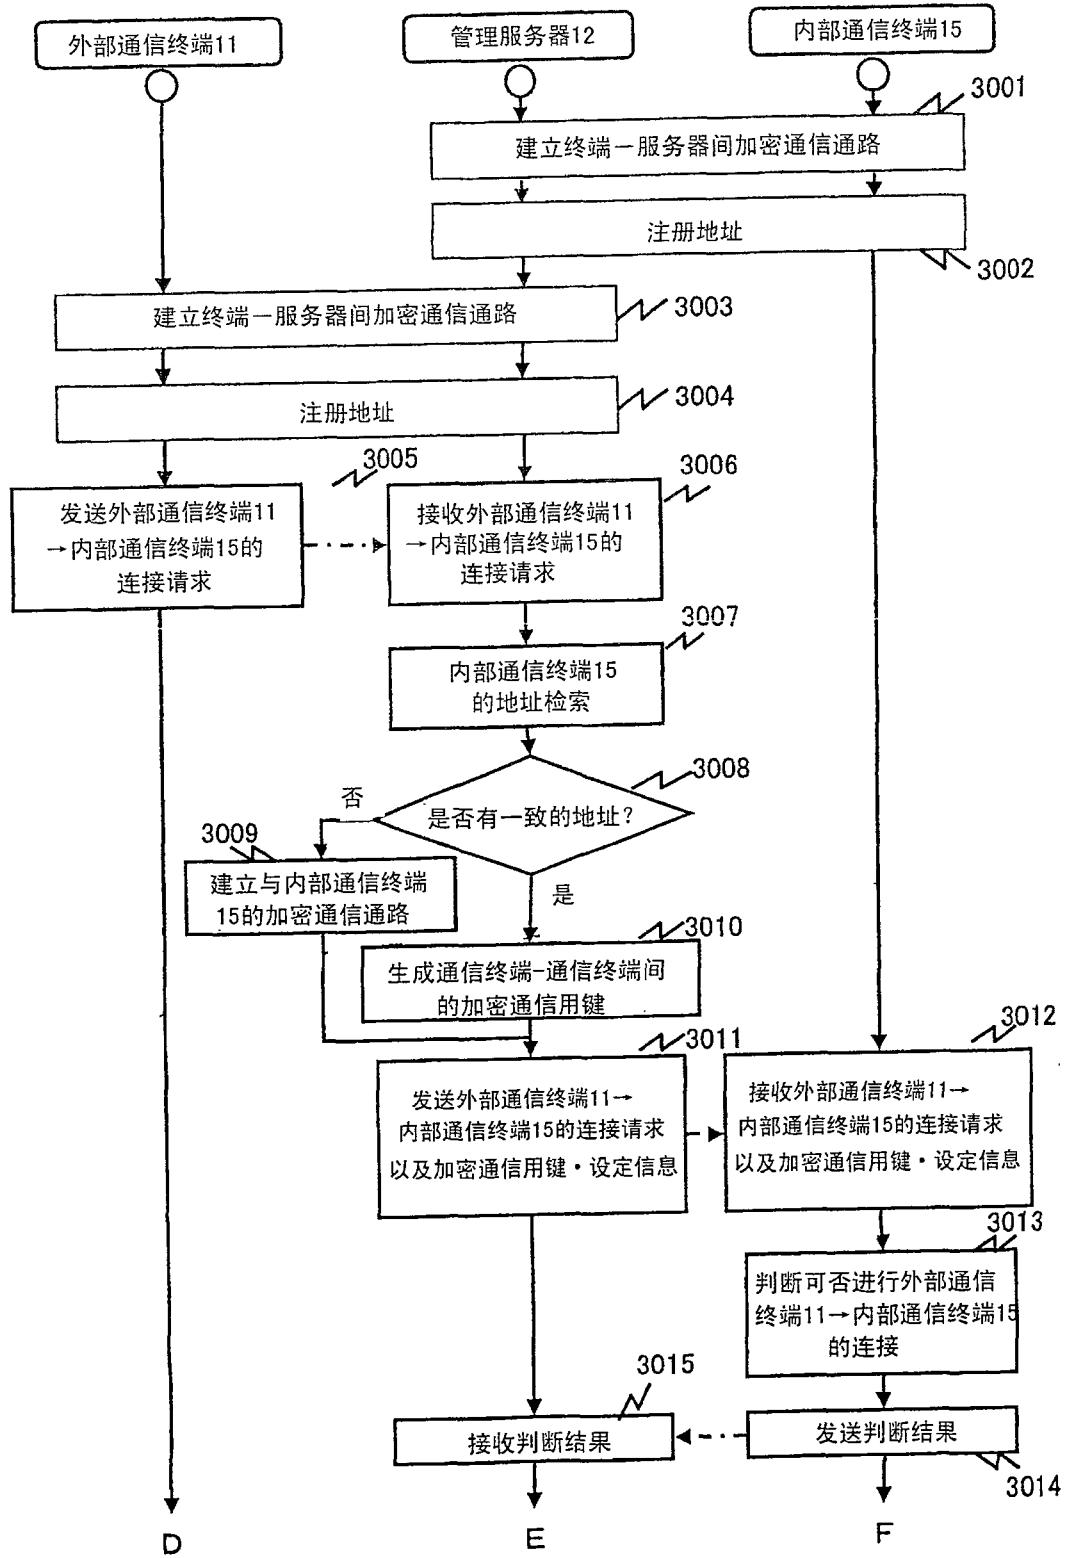 外部通信终端11
管理服务器12
内部通信终端15
3001
建立终端－服务器间加密通信通路
注册地址
3002
建立终端－服务器间加密通信通路
3003
注册地址
3004
3005
发送外部通信终端11
→内部通信终端15的
连接请求
3006
接收外部通信终端11
→内部通信终端15的
连接请求
3007
内部通信终端15
的地址检索
3008
是否有一致的地址？
否
是
3009
建立与内部通信终端
15的加密通信通路
3010
生成通信终端-通信终端间
的加密通信用键
3011
发送外部通信终端11→
内部通信终端15的连接请求
以及加密通信用键·设定信息
3012
接收外部通信终端11→
内部通信终端15的连接请求
以及加密通信用键·设定信息
3013
判断可否进行外部通信
终端11→内部通信终端15
的连接
3015
接收判断结果
发送判断结果
3014
D
E
F